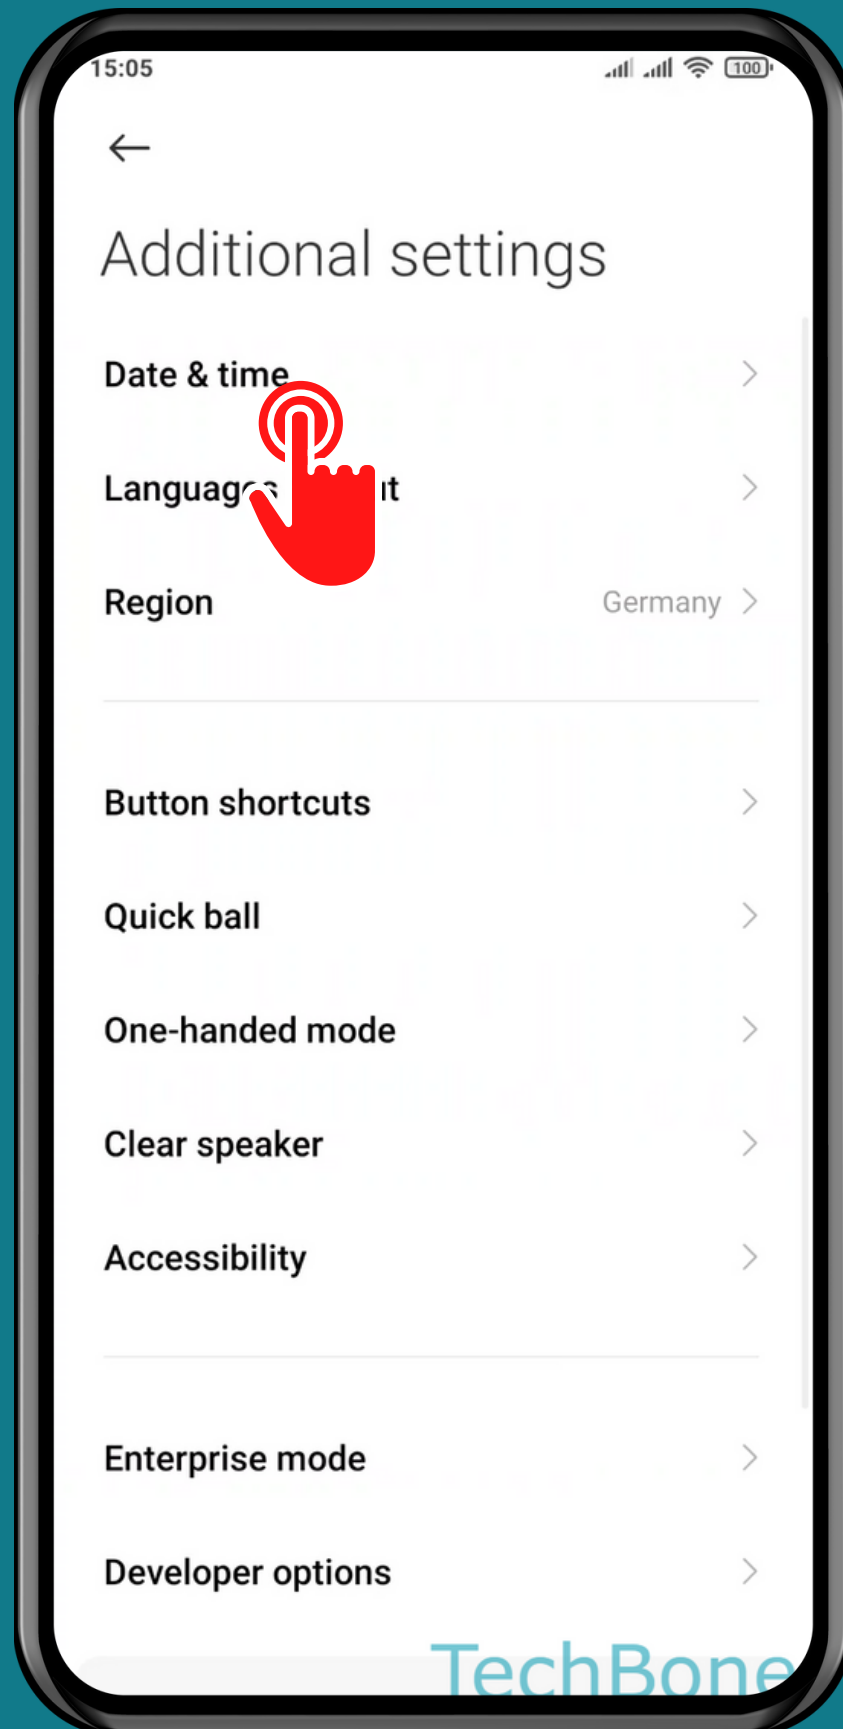 15:05
100
Additional settings
Date & time
Languages
Region
Germany
Button shortcuts
Quick ball
One-handed mode
Clear speaker
Accessibility
Enterprise mode
Developer options
TechBone